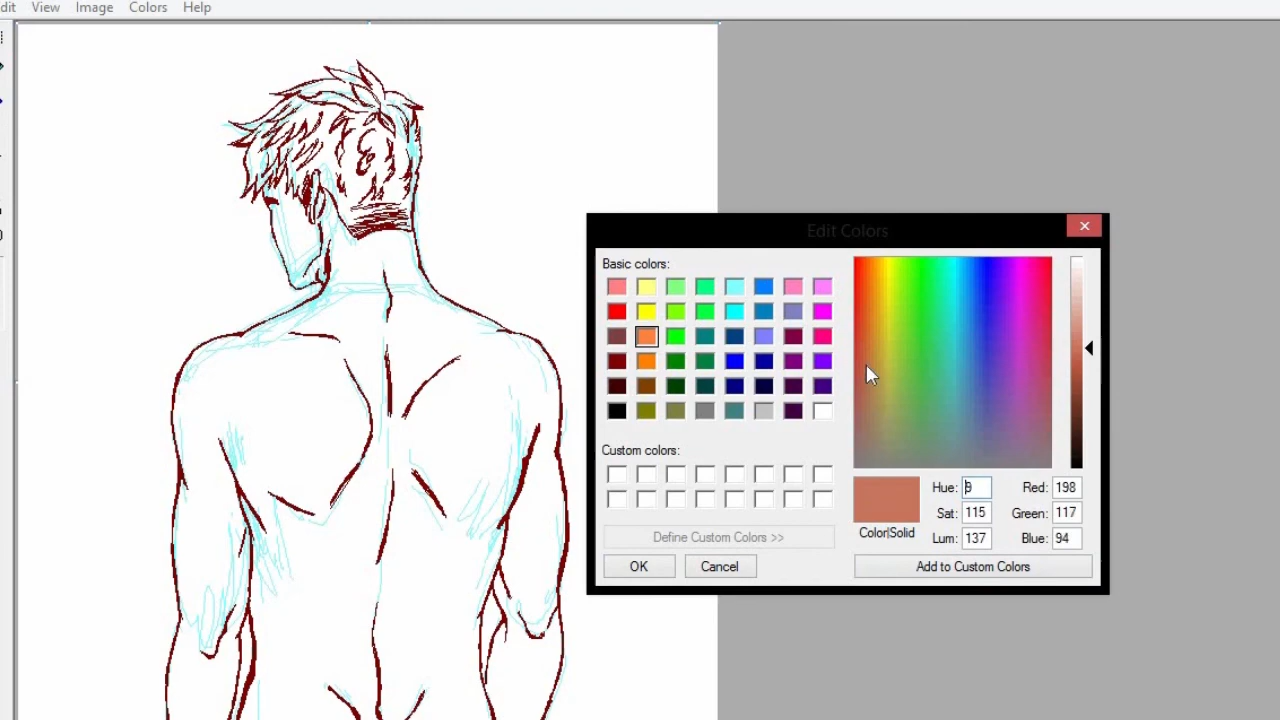 dit View Image Colors Help
Edit Colors
Basic colors:
Custom colors:
Define Custom Colors >>
OK Cancel
Color|Solid
Hue: 9 Red: 198
Sat: 115 Green: 117
Lum: 137 Blue: 94
Add to Custom Colors